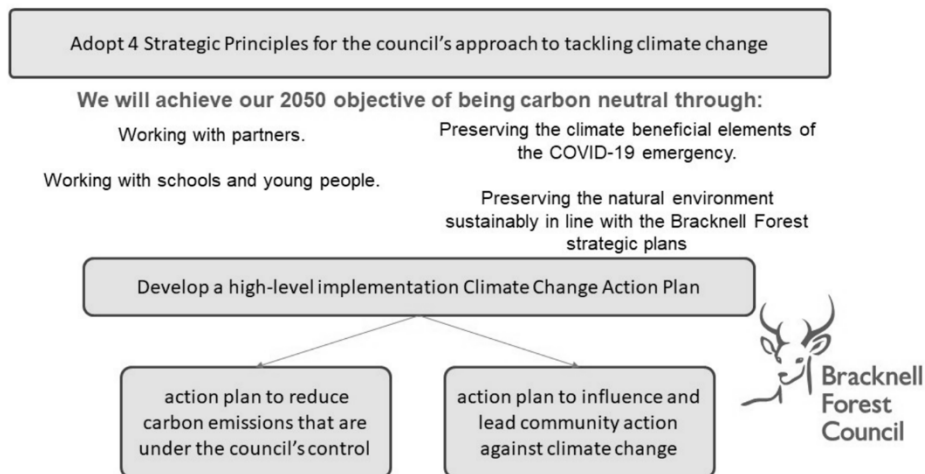 Adopt 4 Strategic Principles for the council's approach to tackling climate change
We will achieve our 2050 objective of being carbon neutral through:
Working with partners.
Working with schools and young people.
Preserving the climate beneficial elements of
the COVID-19 emergency.
Preserving the natural environment
sustainably in line with the Bracknell Forest
strategic plans
Develop a high-level implementation Climate Change Action Plan
action plan to reduce
carbon emissions that are
under the council's control
action plan to influence and
lead community action
against climate change
Bracknell
Forest
Council